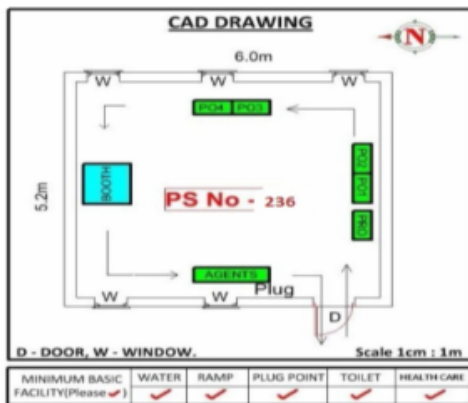 CAD DRAWING
N
6.0m
W W W
PO4 PO3
5.2m
BOOTH
PO2
PO1
PRO
PS No - 236
AGENTS
Plug
W W
D
D - DOOR, W - WINDOW. Scale 1cm : 1m
MINIMUM BASIC FACILITY(Please ✓) WATER RAMP PLUG POINT TOILET HEALTH CARE
✓ ✓ ✓ ✓ ✓